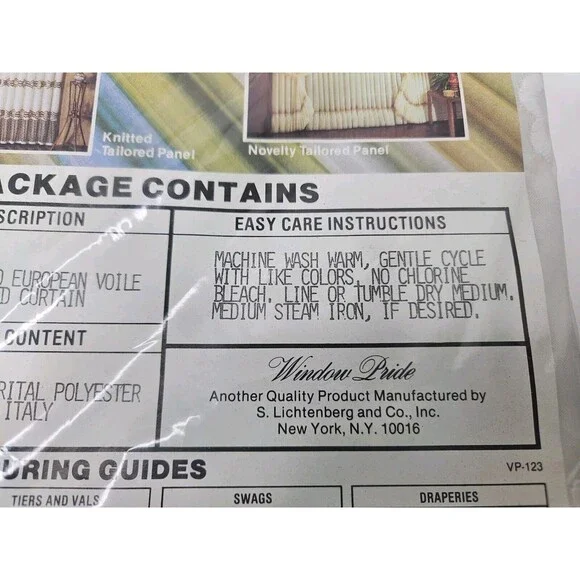 Knitted
Tailored Panel
Novelty Tailored Panel
PACKAGE CONTAINS
EASY CARE INSTRUCTIONS
EUROPEAN VOILE
CURTAIN
MACHINE WASH WARM, GENTLE CYCLE
WITH LIKE COLORS, NO CHLORINE
BLEACH. LINE OR TUMBLE DRY MEDIUM.
MEDIUM STEAM IRON, IF DESIRED.
CONTENT
POLYESTER
ITALY
Window Pride
Another Quality Product Manufactured by
S. Lichtenberg and Co., Inc.
New York, N.Y. 10016
URING GUIDES
VP-123
TIERS AND VALS
SWAGS
DRAPERIES